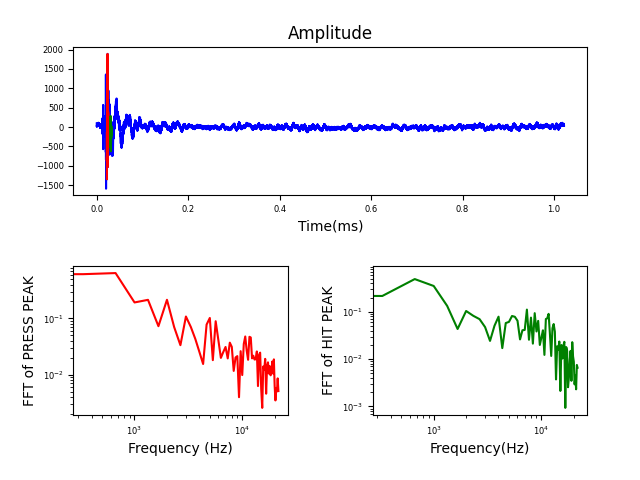 Amplitude
2000
1500
1000
500
0
−500
−1000
−1500
0.0 0.2 0.4 0.6 0.8 1.0
Time(ms)
FFT of PRESS PEAK
10⁻¹
10⁻²
10³ 10⁴
Frequency (Hz)
FFT of HIT PEAK
10⁻¹
10⁻²
10⁻³
10³ 10⁴
Frequency(Hz)